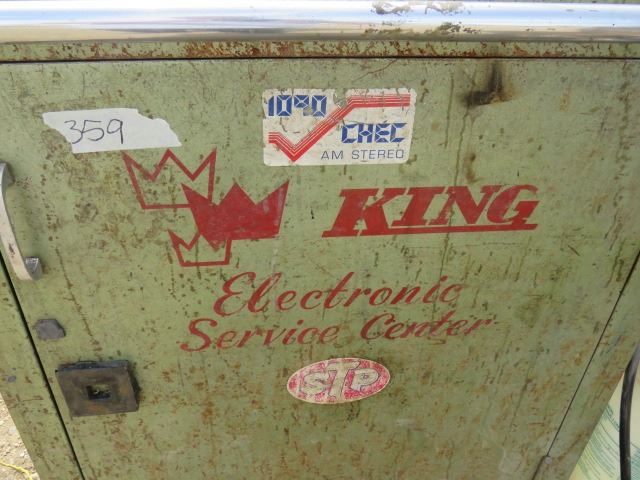 1090
CHEC
AM STEREO
359
KING
Electronic
Service Center
STP